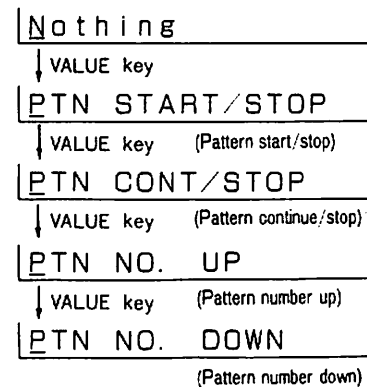 Nothing
VALUE key
PTN START/STOP
VALUE key (Pattern start/stop)
PTN CONT/STOP
VALUE key (Pattern continue/stop)
PTN NO. UP
VALUE key (Pattern number up)
PTN NO. DOWN
(Pattern number down)